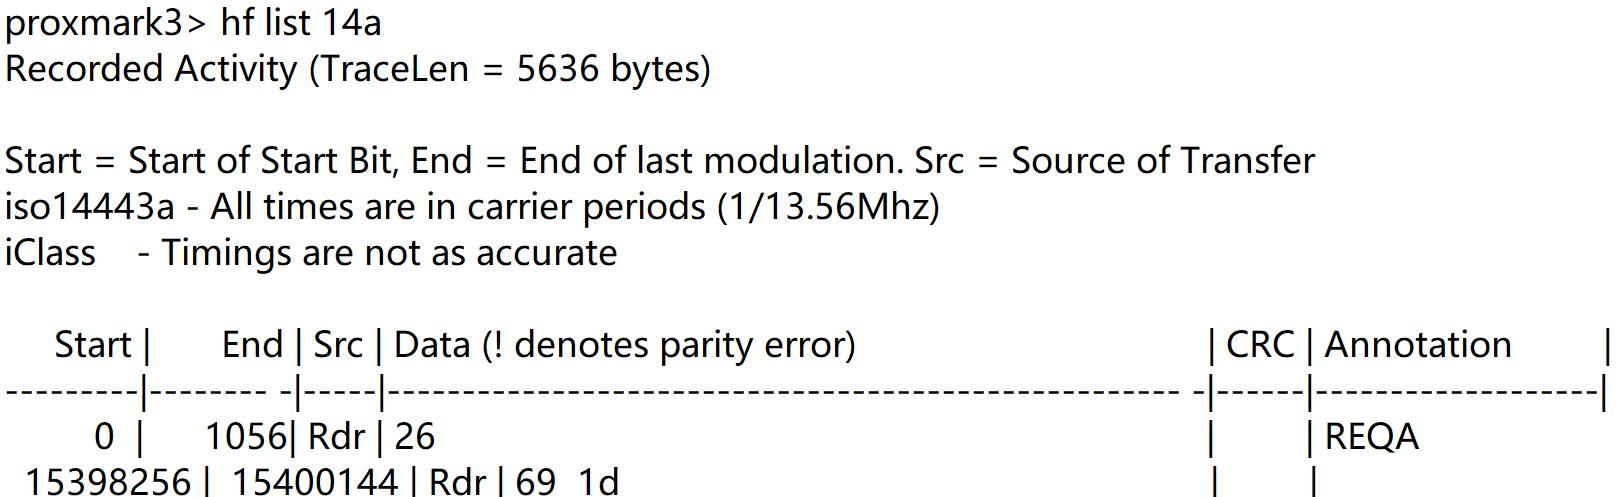 proxmark3> hf list 14a
Recorded Activity (TraceLen = 5636 bytes)
Start = Start of Start Bit, End = End of last modulation. Src = Source of Transfer
iso14443a - All times are in carrier periods (1/13.56Mhz)
iClass    - Timings are not as accurate
     Start |       End | Src | Data (! denotes parity error)                                   | CRC | Annotation         |
---------|-------- -|-----|--------------------------------------------------------- -|------|--------------------|
         0  |      1056| Rdr | 26                                                              |      | REQA
  15398256 |  15400144 | Rdr | 69  1d                                                    |      |